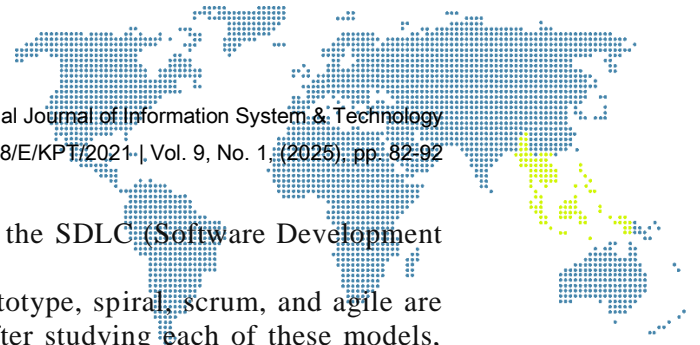 al Journal of Information System & Technology
8/E/KPT/2021 | Vol. 9, No. 1, (2025), pp. 82-92
the SDLC (Software Development
totype, spiral, scrum, and agile are
fter studying each of these models,